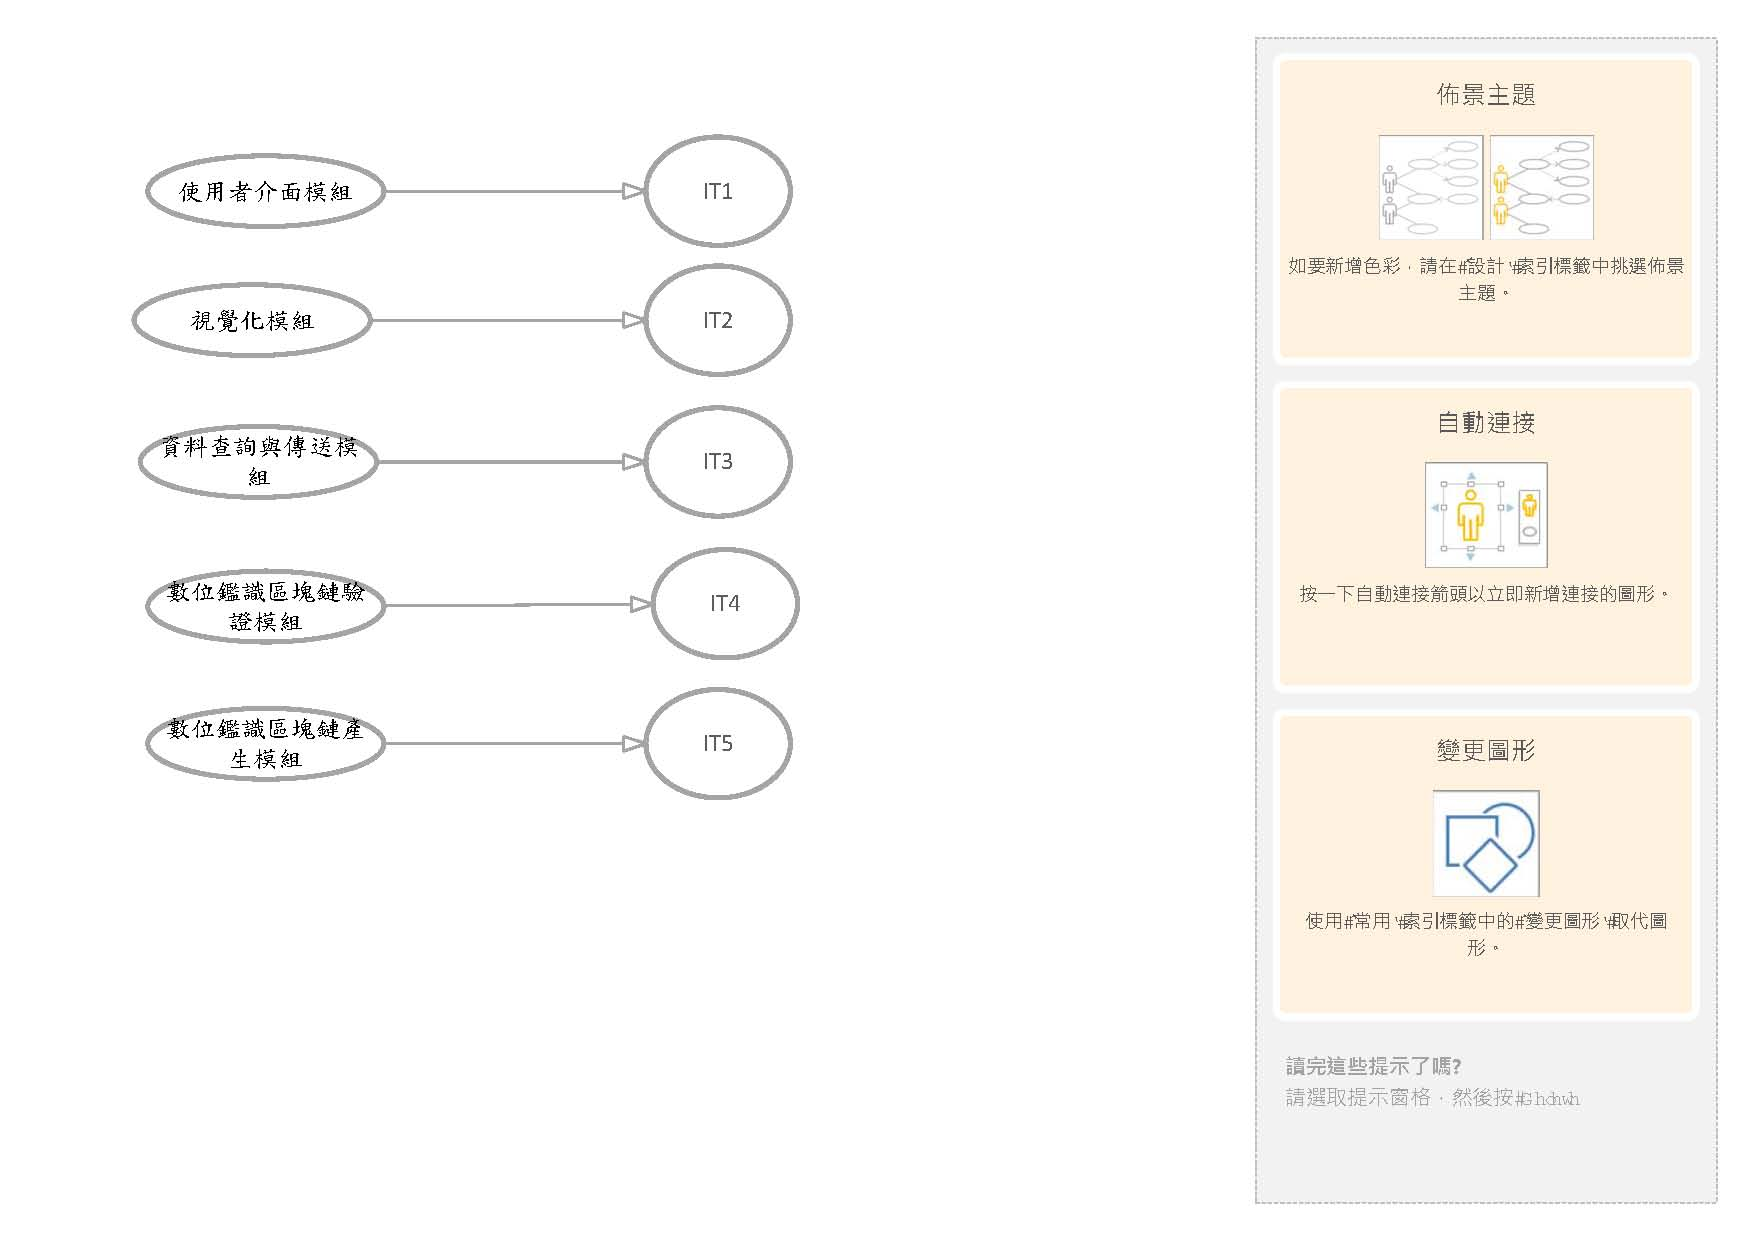 使用者介面模組
IT1
視覺化模組
IT2
資料查詢與傳送模
組
IT3
數位鑑識區塊鏈驗
證模組
IT4
數位鑑識區塊鏈產
生模組
IT5
佈景主題
如要新增色彩，請在#設計 \#索引標籤中挑選佈景
主題。
自動連接
按一下自動連接箭頭以立即新增連接的圖形。
變更圖形
使用#常用 \#索引標籤中的#變更圖形 \#取代圖
形。
讀完這些提示了嗎?
請選取提示窗格，然後按#Ghohwh